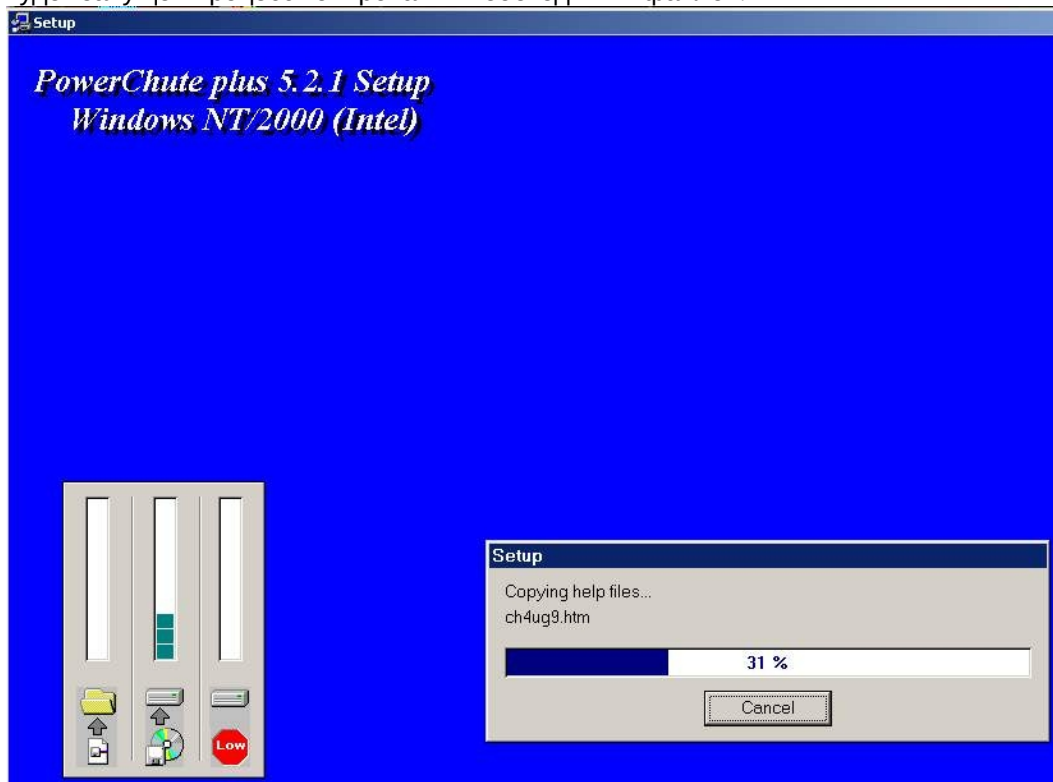 Setup
PowerChute plus 5.2.1 Setup
Windows NT/2000 (Intel)
Setup
Copying help files...
ch4ug9.htm
31 %
Cancel
Low